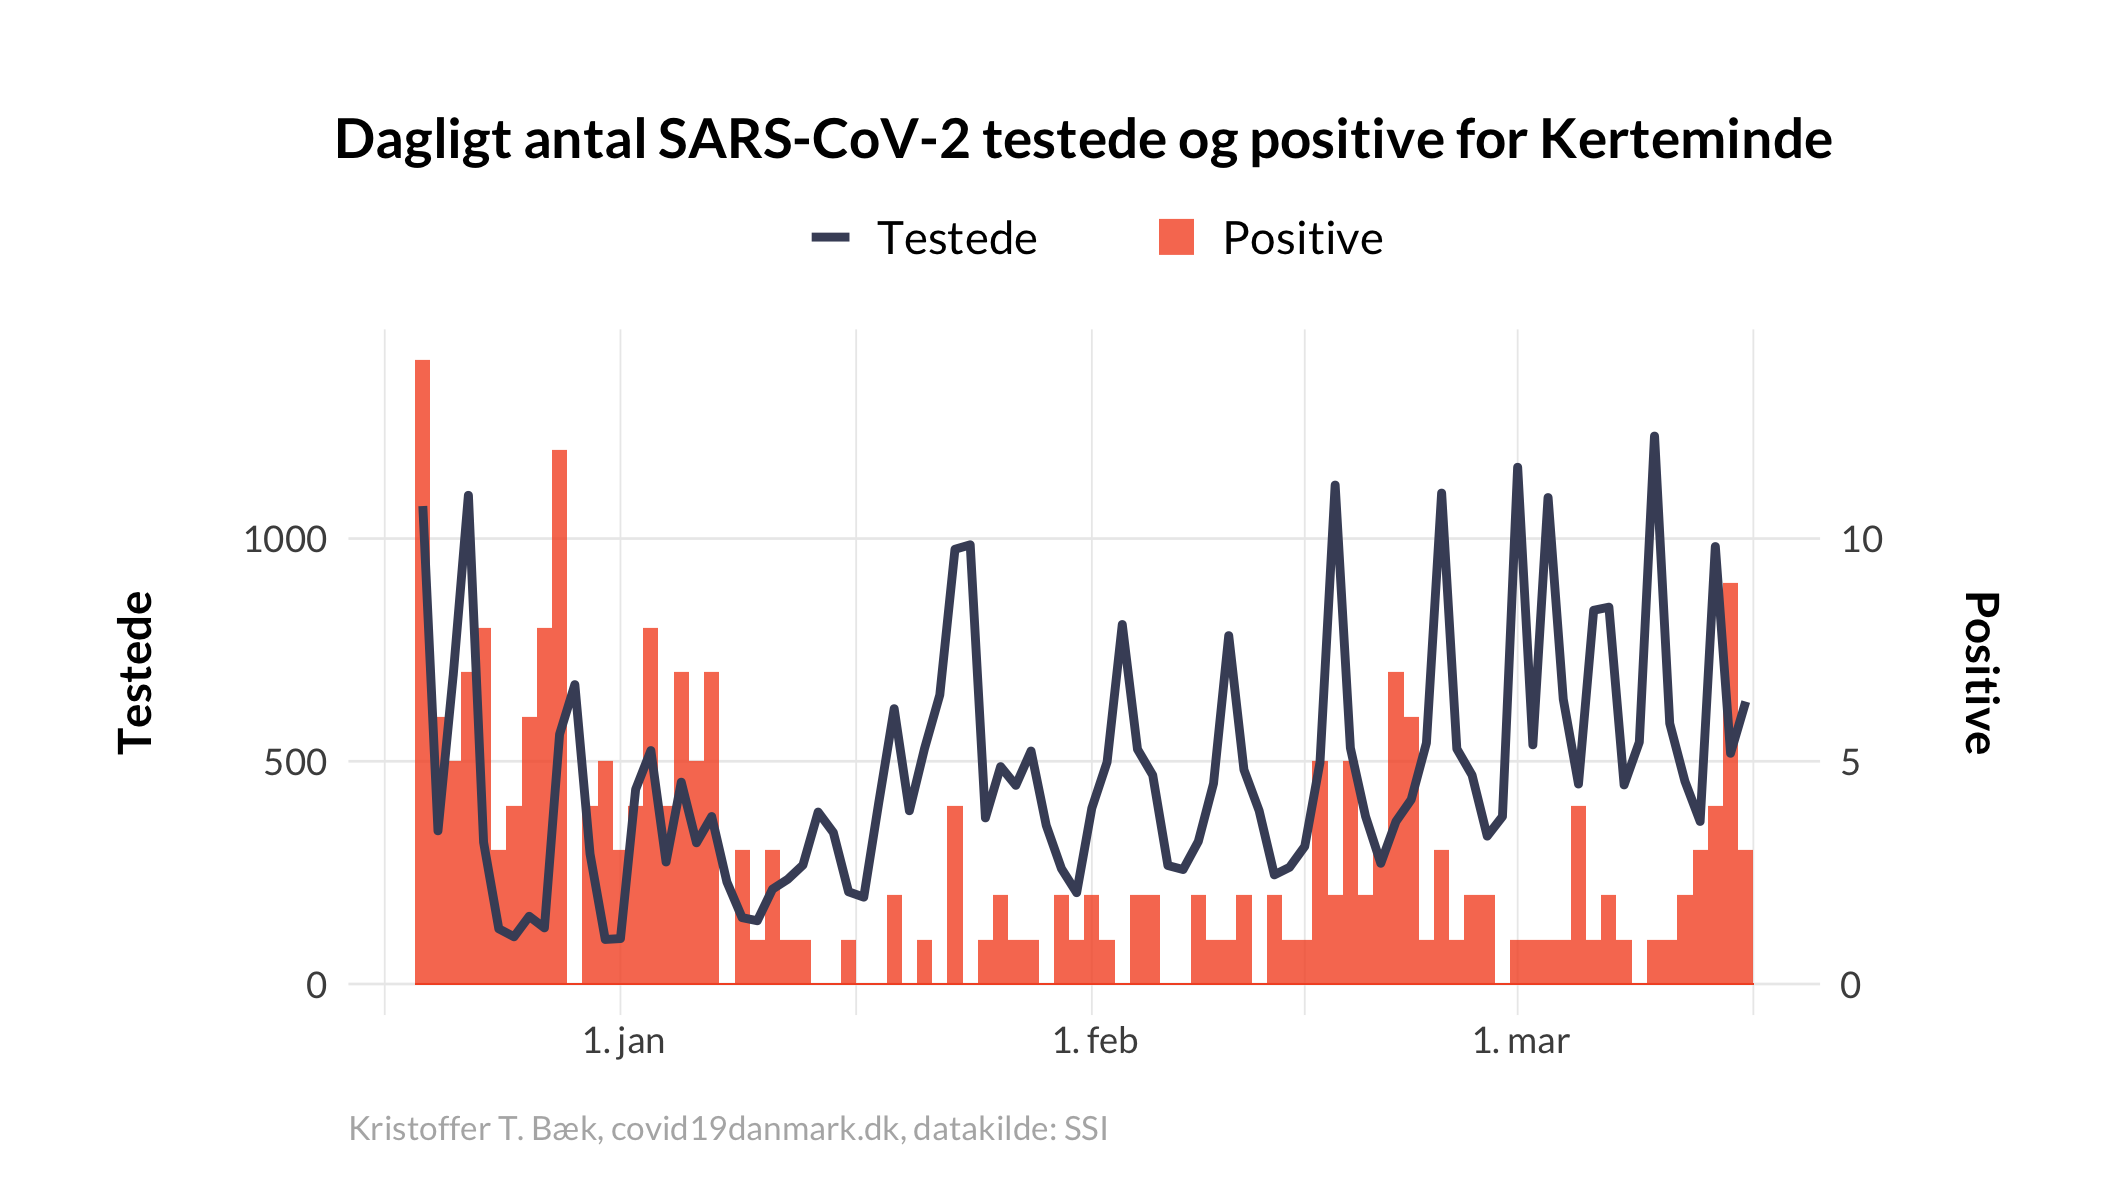 Dagligt antal SARS-CoV-2 testede og positive for Kerteminde
Testede
Positive
1000
500
0
Testede
10
5
0
Positive
1. jan
1. feb
1. mar
Kristoffer T. Bæk, covid19danmark.dk, datakilde: SSI